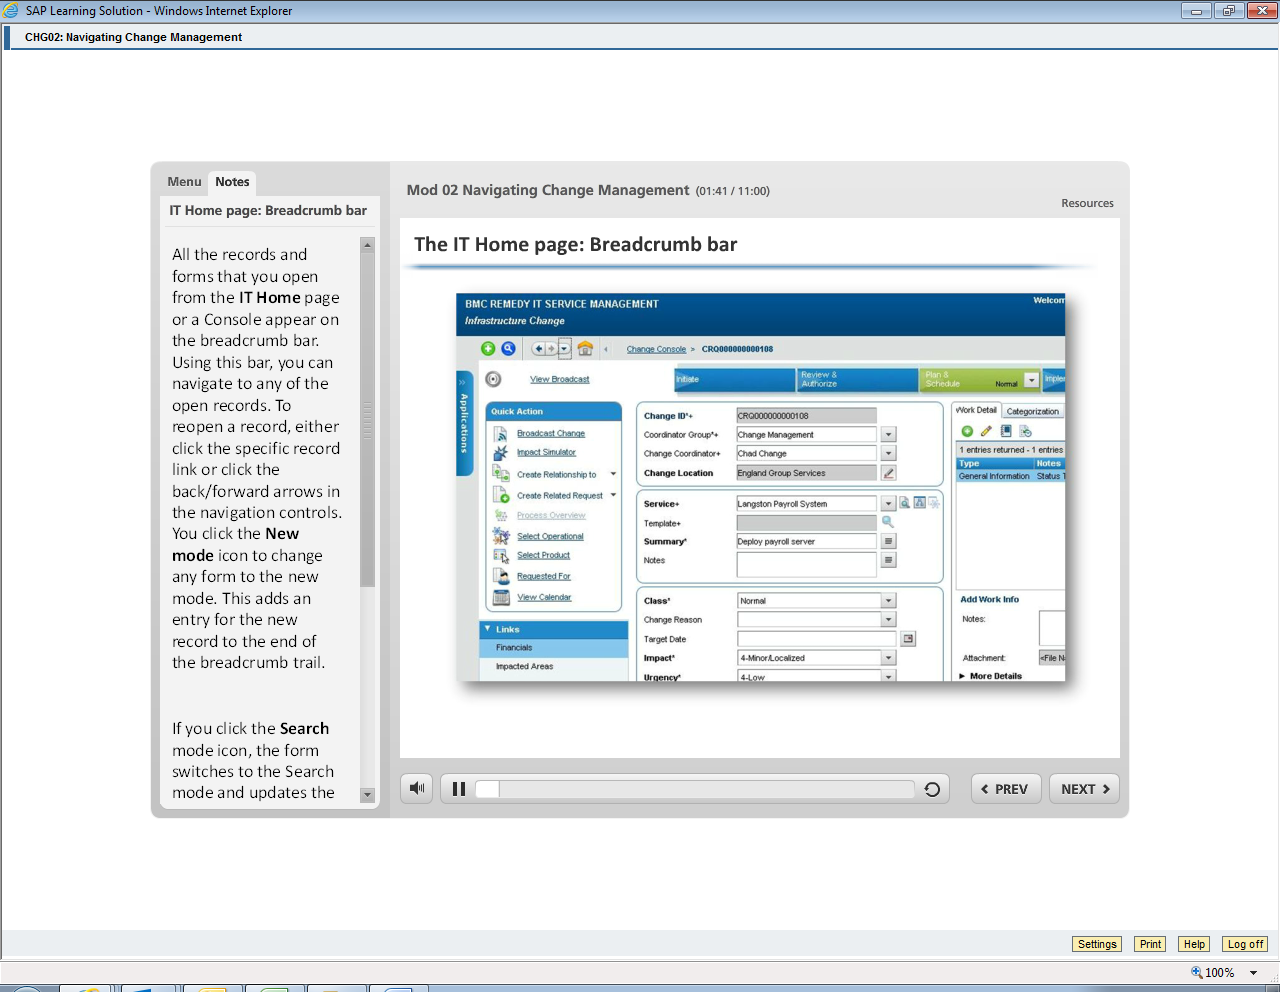 SAP Learning Solution - Windows Internet Explorer
CHG02: Navigating Change Management
Menu
Notes
IT Home page: Breadcrumb bar
All the records and
forms that you open
from the IT Home page
or a Console appear on
the breadcrumb bar.
Using this bar, you can
navigate to any of the
open records. To
reopen a record, either
click the specific record
link or click the
back/forward arrows in
the navigation controls.
You click the New
mode icon to change
any form to the new
mode. This adds an
entry for the new
record to the end of
the breadcrumb trail.
If you click the Search
mode icon, the form
switches to the Search
mode and updates the
Mod 02 Navigating Change Management (01:41 / 11:00)
Resources
The IT Home page: Breadcrumb bar
BMC REMEDY IT SERVICE MANAGEMENT
Welcom
Infrastructure Change
Change Console > CRQ000000000108
Applications
View Broadcast
Initiate
Review &
Authorize
Plan &
Schedule
Normal
Implem
Quick Action
Broadcast Change
Impact Simulator
Create Relationship to
Create Related Request
Process Overview
Select Operational
Select Product
Requested For
View Calendar
Links
Financials
Impacted Areas
Change ID*+
CRQ000000000108
Coordinator Group*+
Change Management
Change Coordinator+
Chad Change
Change Location
England Group Services
Service+
Langston Payroll System
Template+
Summary*
Deploy payroll server
Notes
Class*
Normal
Change Reason
Target Date
Impact*
4-Minor/Localized
Urgency*
4-Low
Work Detail
Categorization
1 entries returned - 1 entries
Type
Notes
General Information
Status T
Add Work Info
Notes:
Attachment:
<File N
More Details
PREV
NEXT
Settings
Print
Help
Log off
100%